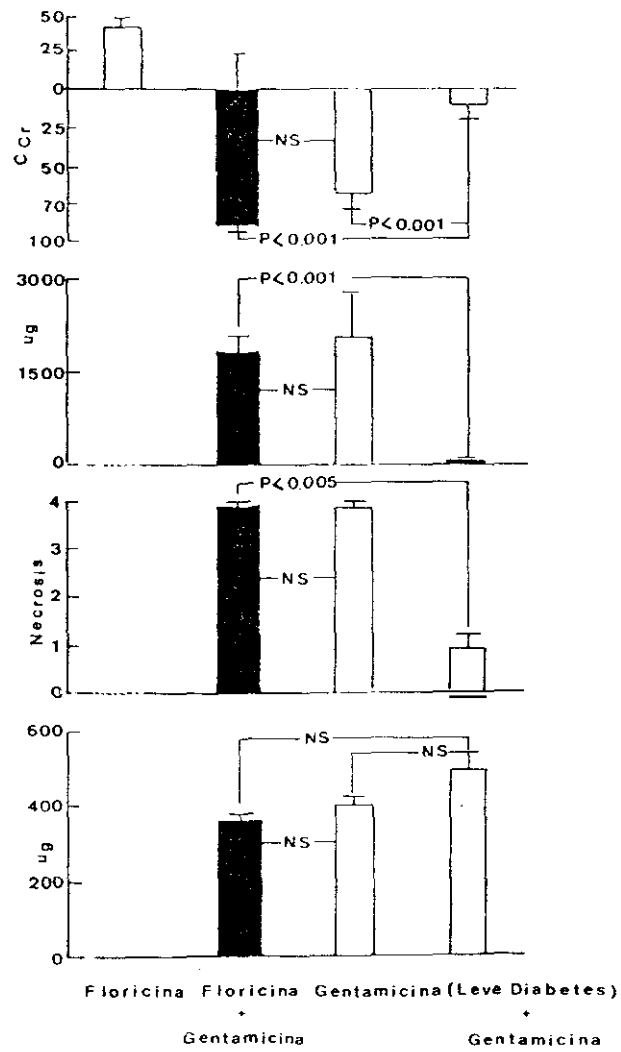 50
25
0
25
50
70
100
C Cr
NS
P<0.001
P<0.001
3000
1500
0
ug
P<0.001
NS
4
3
2
1
C
Necrosis
P<0.005
NS
600
400
200
0
ug
NS
NS
NS
Floricina Floricina Gentamicina (Leve Diabetes)
+ +
Gentamicina Gentamicina